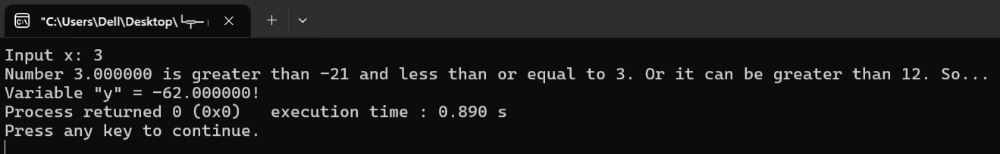 "C:\Users\Dell\Desktop\
Input x: 3
Number 3.000000 is greater than -21 and less than or equal to 3. Or it can be greater than 12. So...
Variable "y" = -62.000000!
Process returned 0 (0x0)   execution time : 0.890 s
Press any key to continue.